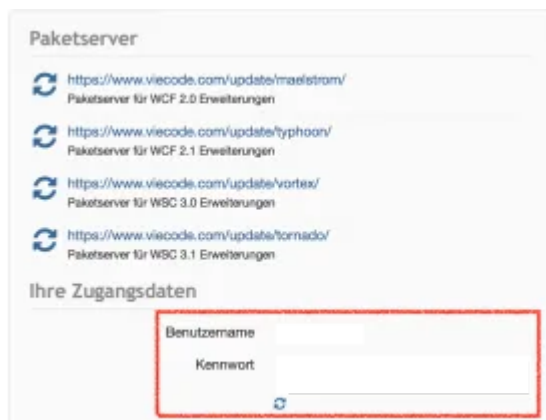 Paketserver
https://www.viecode.com/update/maelstrom/
Paketserver für WCF 2.0 Erweiterungen
https://www.viecode.com/update/typhoon/
Paketserver für WCF 2.1 Erweiterungen
https://www.viecode.com/update/vortex/
Paketserver für WSC 3.0 Erweiterungen
https://www.viecode.com/update/tornado/
Paketserver für WSC 3.1 Erweiterungen
Ihre Zugangsdaten
Benutzername
Kennwort